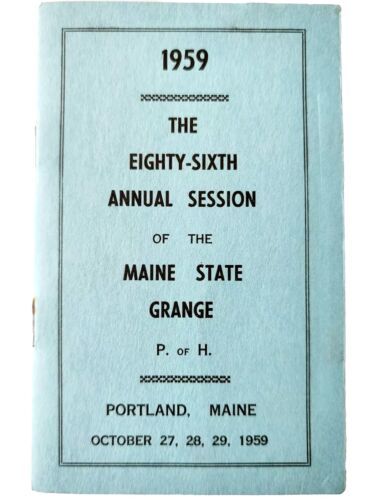 1959
THE
EIGHTY-SIXTH
ANNUAL SESSION
OF THE
MAINE STATE
GRANGE
P. OF H.
PORTLAND, MAINE
OCTOBER 27, 28, 29, 1959